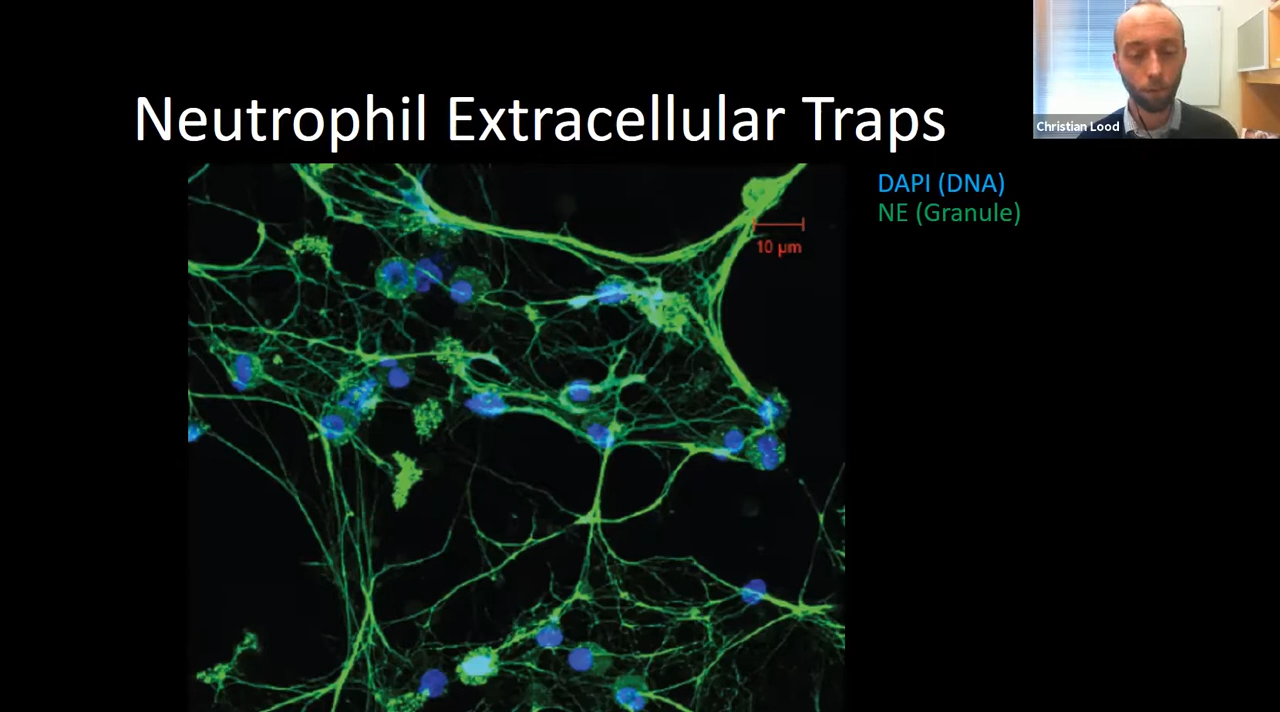 Neutrophil Extracellular Traps
Christian Lood
DAPI (DNA)
NE (Granule)
10 µm